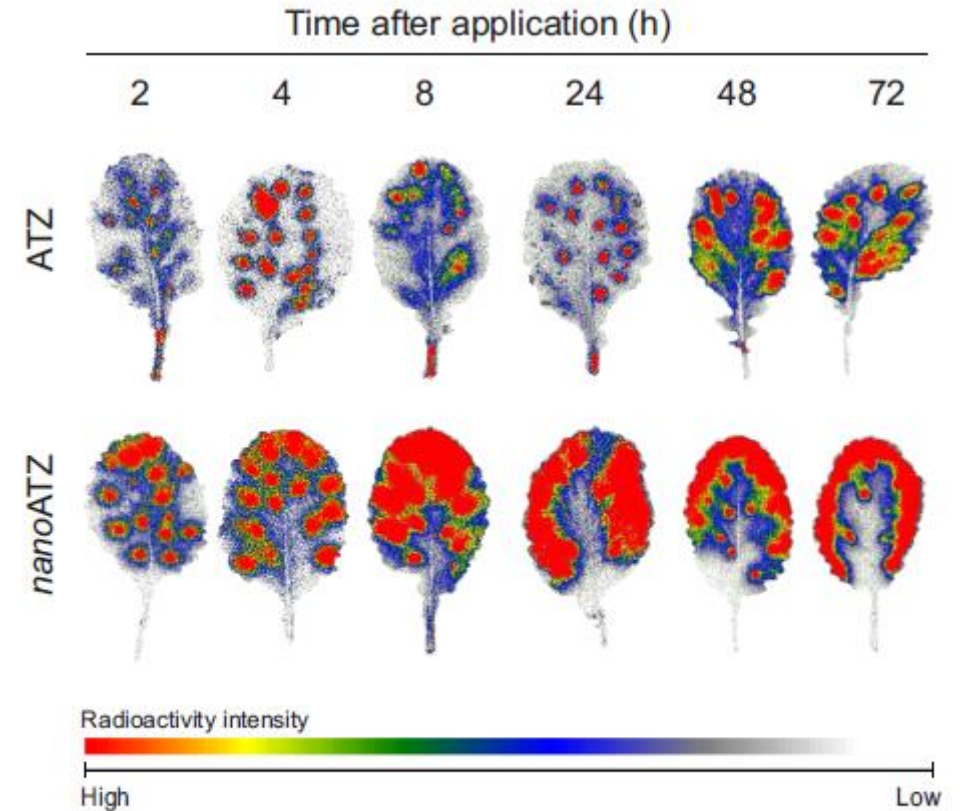 Time after application (h)
2 4 8 24 48 72
ATZ
nanoATZ
Radioactivity intensity
High Low